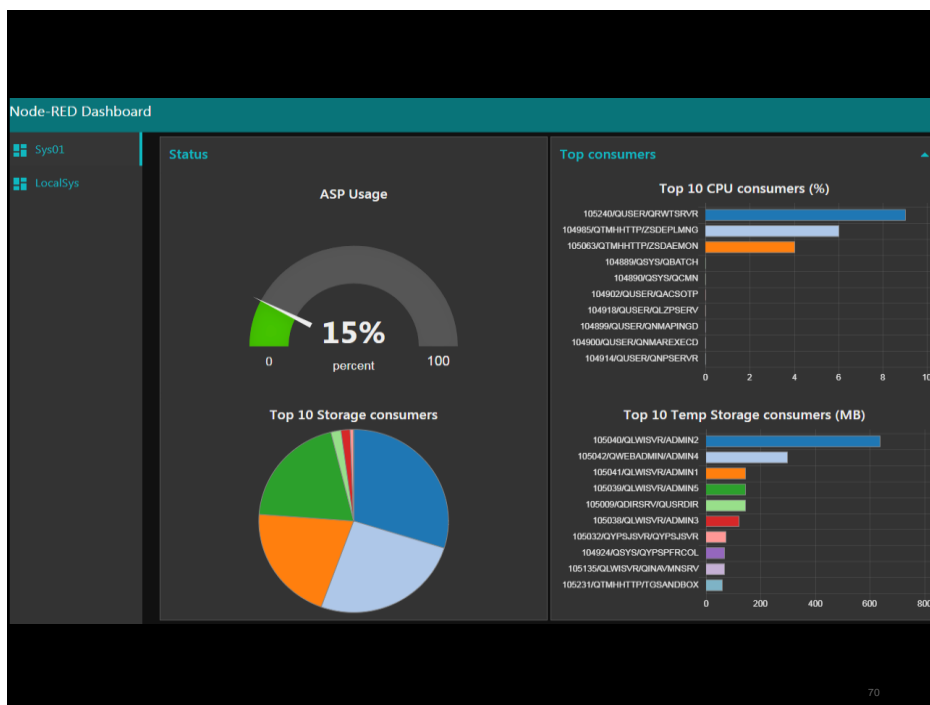 Node-RED Dashboard
Sys01
LocalSys
Status
ASP Usage
15%
0
percent
100
Top 10 Storage consumers
Top consumers
Top 10 CPU consumers (%)
105240/QUSER/QRWTSRVR
104985/QTMHHTTP/ZSDEPLMNG
105063/QTMHHTTP/ZSDAEMON
104889/QSYS/QBATCH
104890/QSYS/QCMN
104902/QUSER/QACSOTP
104918/QUSER/QLZPSERV
104899/QUSER/QNMAPINGD
104900/QUSER/QNMAREXECD
104914/QUSER/QNPSERVR
0 2 4 6 8 10
Top 10 Temp Storage consumers (MB)
105040/QLWISVR/ADMIN2
105042/QWEBADMIN/ADMIN4
105041/QLWISVR/ADMIN1
105039/QLWISVR/ADMIN5
105009/QDIRSRV/QUSRDIR
105038/QLWISVR/ADMIN3
105032/QYPSJSVR/QYPSJSVR
104924/QSYS/QYPSPFRCOL
105135/QLWISVR/QINAVMNSRV
105231/QTMHHTTP/TGSANDBOX
0 200 400 600 800
70